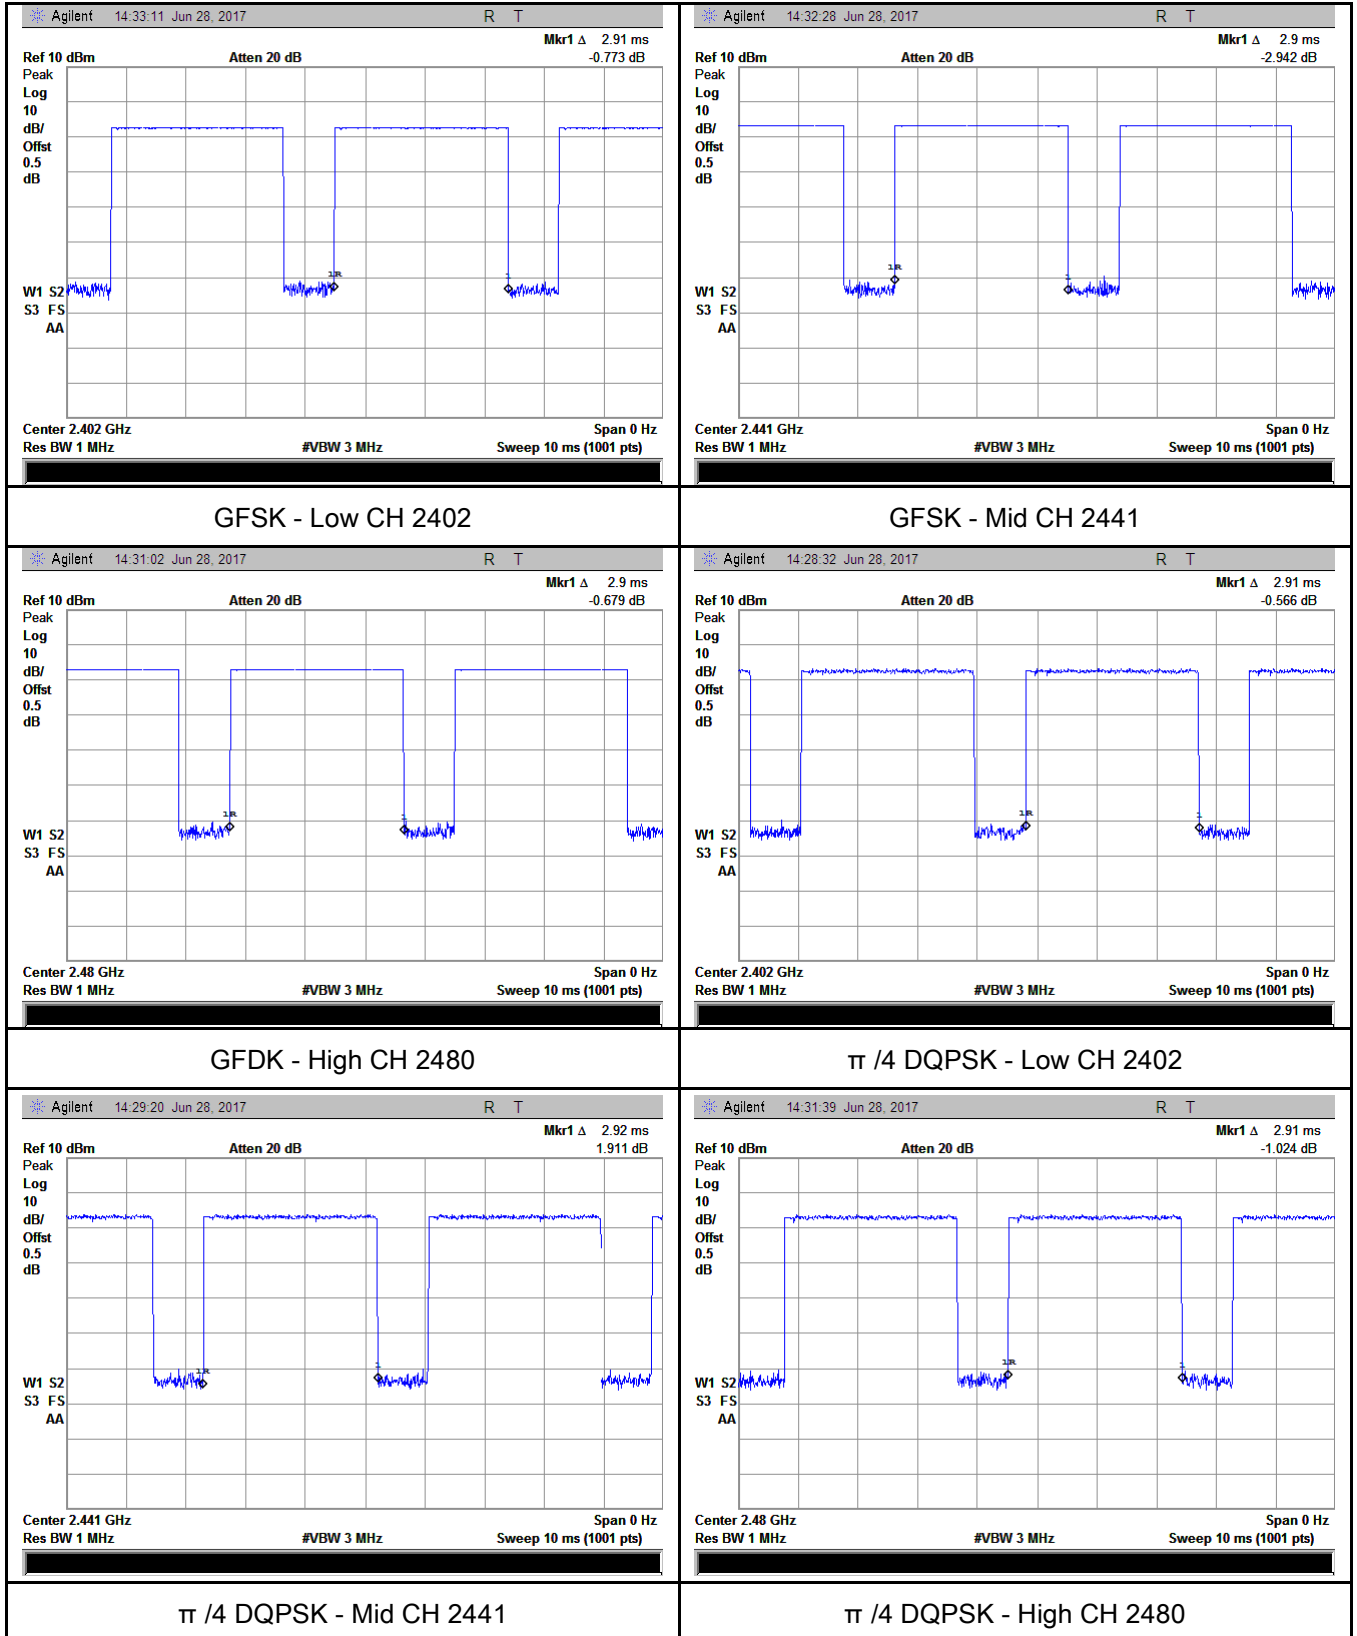 Agilent 14:33:11 Jun 28, 2017 R T
Mkr1 Δ 2.91 ms
Ref 10 dBm Atten 20 dB -0.773 dB
Peak
Log
10
dB/
Offst
0.5
dB
1R
1
W1 S2
S3 FS
AA
Center 2.402 GHz Span 0 Hz
Res BW 1 MHz #VBW 3 MHz Sweep 10 ms (1001 pts)
GFSK - Low CH 2402
Agilent 14:32:28 Jun 28, 2017 R T
Mkr1 Δ 2.9 ms
Ref 10 dBm Atten 20 dB -2.942 dB
Peak
Log
10
dB/
Offst
0.5
dB
1R
1
W1 S2
S3 FS
AA
Center 2.441 GHz Span 0 Hz
Res BW 1 MHz #VBW 3 MHz Sweep 10 ms (1001 pts)
GFSK - Mid CH 2441
Agilent 14:31:02 Jun 28, 2017 R T
Mkr1 Δ 2.9 ms
Ref 10 dBm Atten 20 dB -0.679 dB
Peak
Log
10
dB/
Offst
0.5
dB
1R
1
W1 S2
S3 FS
AA
Center 2.48 GHz Span 0 Hz
Res BW 1 MHz #VBW 3 MHz Sweep 10 ms (1001 pts)
GFDK - High CH 2480
Agilent 14:28:32 Jun 28, 2017 R T
Mkr1 Δ 2.91 ms
Ref 10 dBm Atten 20 dB -0.566 dB
Peak
Log
10
dB/
Offst
0.5
dB
1R
1
W1 S2
S3 FS
AA
Center 2.402 GHz Span 0 Hz
Res BW 1 MHz #VBW 3 MHz Sweep 10 ms (1001 pts)
π /4 DQPSK - Low CH 2402
Agilent 14:29:20 Jun 28, 2017 R T
Mkr1 Δ 2.92 ms
Ref 10 dBm Atten 20 dB 1.911 dB
Peak
Log
10
dB/
Offst
0.5
dB
1R
1
W1 S2
S3 FS
AA
Center 2.441 GHz Span 0 Hz
Res BW 1 MHz #VBW 3 MHz Sweep 10 ms (1001 pts)
π /4 DQPSK - Mid CH 2441
Agilent 14:31:39 Jun 28, 2017 R T
Mkr1 Δ 2.91 ms
Ref 10 dBm Atten 20 dB -1.024 dB
Peak
Log
10
dB/
Offst
0.5
dB
1R
1
W1 S2
S3 FS
AA
Center 2.48 GHz Span 0 Hz
Res BW 1 MHz #VBW 3 MHz Sweep 10 ms (1001 pts)
π /4 DQPSK - High CH 2480